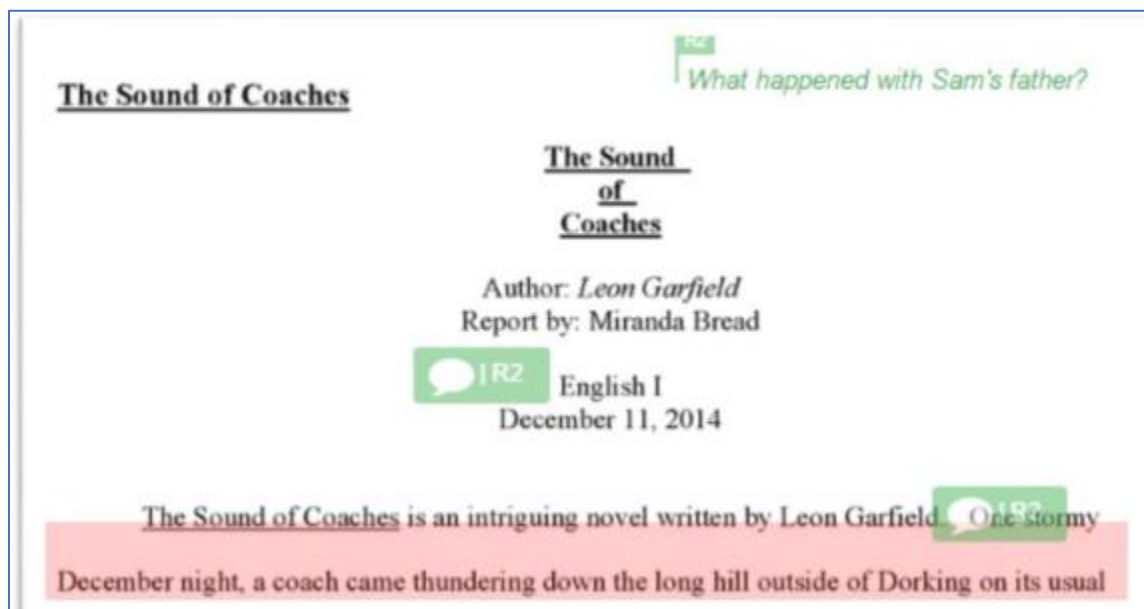 R2
What happened with Sam's father?
The Sound of Coaches
The Sound
of
Coaches
Author: Leon Garfield
Report by: Miranda Bread
| R2
English I
December 11, 2014
The Sound of Coaches is an intriguing novel written by Leon Garfield. One stormy
| R2
December night, a coach came thundering down the long hill outside of Dorking on its usual